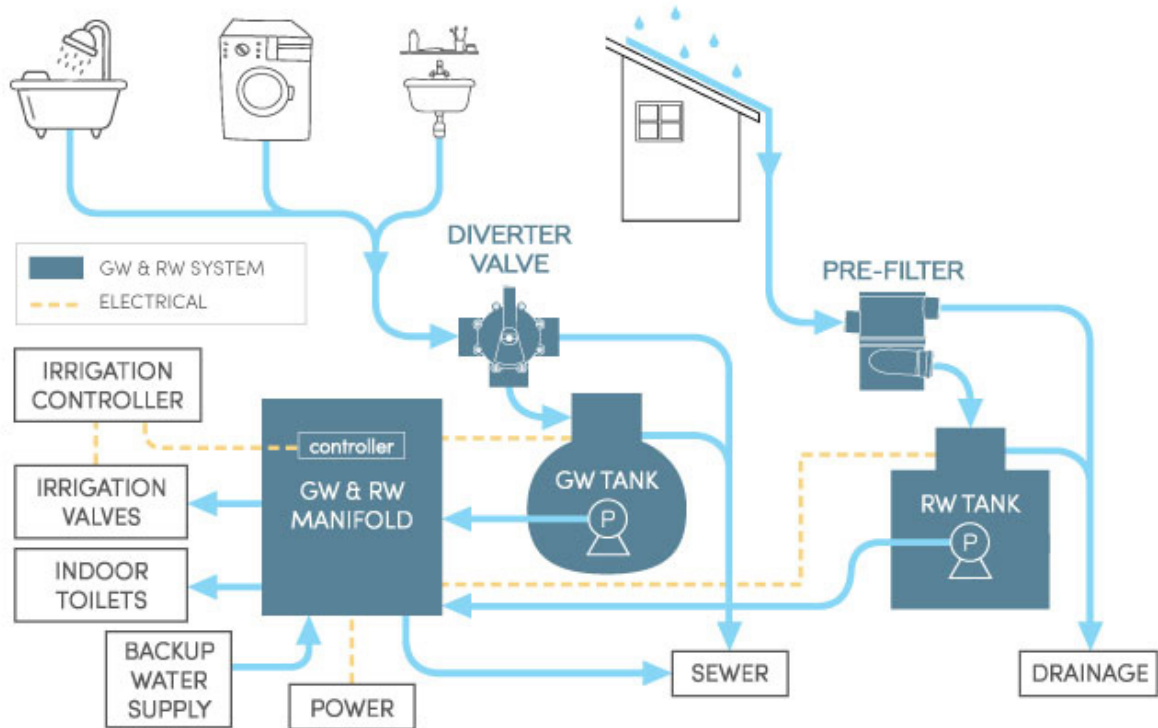 DIVERTER
VALVE
PRE-FILTER
GW & RW SYSTEM
ELECTRICAL
IRRIGATION
CONTROLLER
controller
GW & RW
MANIFOLD
GW TANK
P
RW TANK
P
IRRIGATION
VALVES
INDOOR
TOILETS
BACKUP
WATER
SUPPLY
POWER
SEWER
DRAINAGE